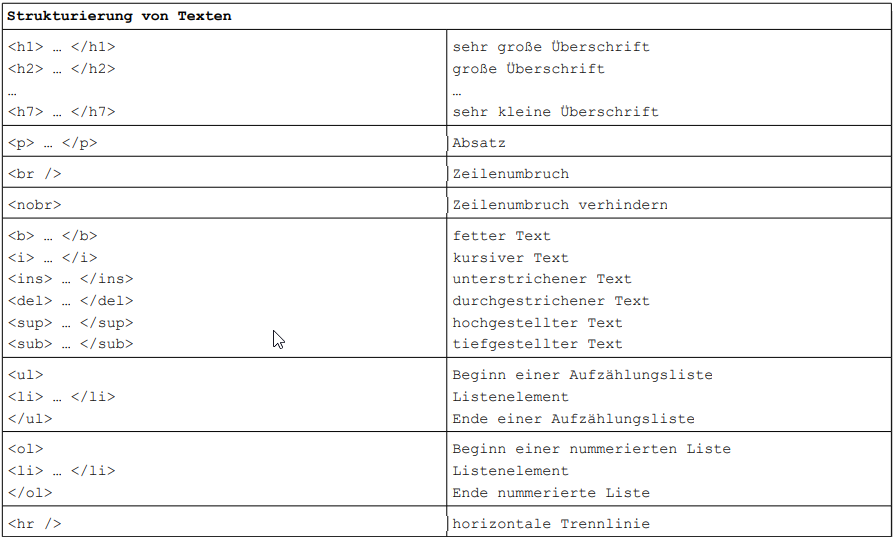 Strukturierung von Texten
<h1> … </h1> sehr große Überschrift
<h2> … </h2> große Überschrift
… …
<h7> … </h7> sehr kleine Überschrift
<p> … </p> Absatz
<br /> Zeilenumbruch
<nobr> Zeilenumbruch verhindern
<b> … </b> fetter Text
<i> … </i> kursiver Text
<ins> … </ins> unterstrichener Text
<del> … </del> durchgestrichener Text
<sup> … </sup> hochgestellter Text
<sub> … </sub> tiefgestellter Text
<ul> Beginn einer Aufzählungsliste
<li> … </li> Listenelement
</ul> Ende einer Aufzählungsliste
<ol> Beginn einer nummerierten Liste
<li> … </li> Listenelement
</ol> Ende nummerierte Liste
<hr /> horizontale Trennlinie